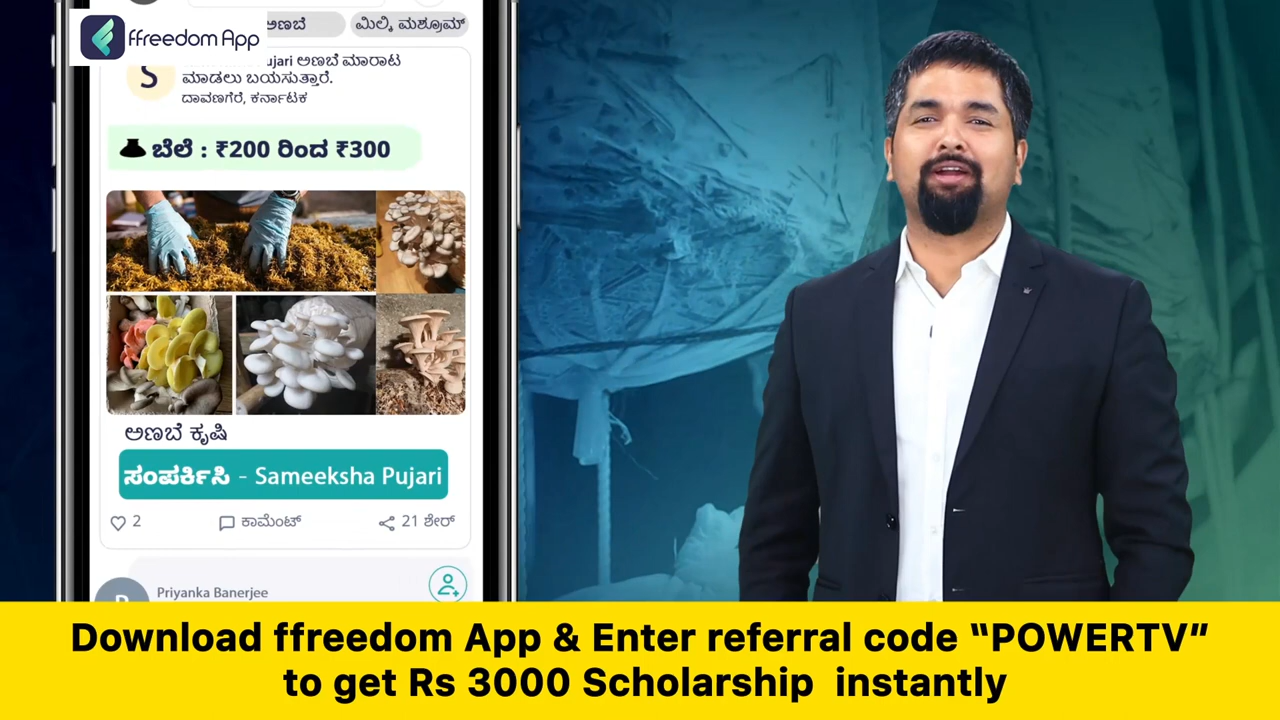 ffreedom App
ಅಣಬೆ
ಮಿಲ್ಕಿ ಮಶ್ರೂಮ್
ujari ಅಣಬೆ ಮಾರಾಟ
ಮಾಡಲು ಬಯಸುತ್ತಾರೆ.
ದಾವಣಗೆರೆ, ಕರ್ನಾಟಕ
S
ಬೆಲೆ : ₹200 ರಿಂದ ₹300
ಅಣಬೆ ಕೃಷಿ
ಸಂಪರ್ಕಿಸಿ - Sameeksha Pujari
2
ಕಾಮೆಂಟ್
21 ಶೇರ್
Priyanka Banerjee
Download ffreedom App & Enter referral code “POWERTV”
to get Rs 3000 Scholarship instantly